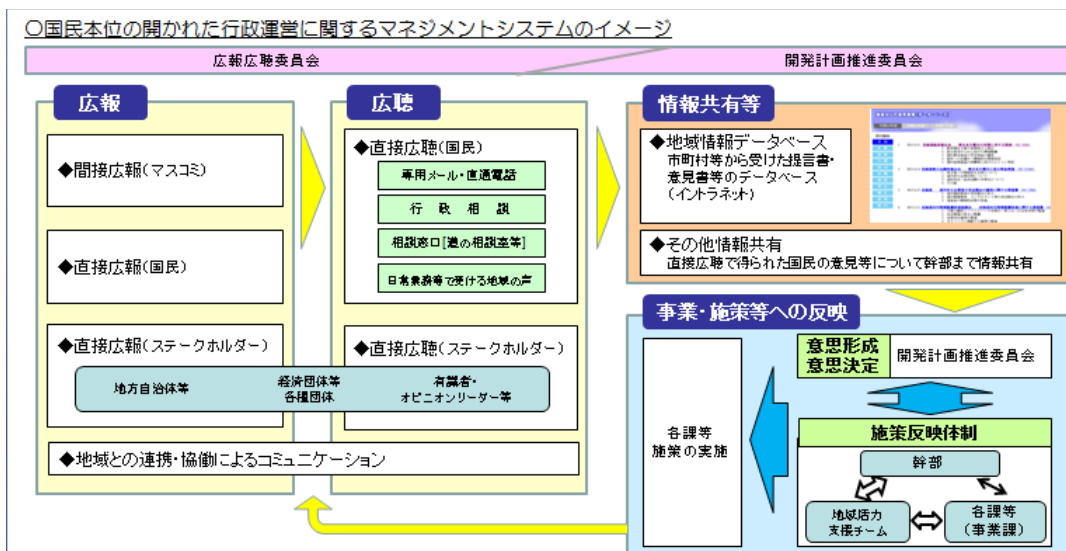 〇国民本位の開かれた行政運営に関するマネジメントシステムのイメージ
広報広聴委員会
開発計画推進委員会
広報
◆間接広報(マスコミ)
◆直接広報(国民)
◆直接広報(ステークホルダー)
広聴
◆直接広聴(国民)
専用メール・直通電話
行 政 相 談
相談窓口[道の相談室等]
日常業務等で受ける地域の声
◆直接広聴(ステークホルダー)
地方自治体等
経済団体等
各種団体
有識者・
オピニオンリーダー等
◆地域との連携・協働によるコミュニケーション
情報共有等
◆地域情報データベース
市町村等から受けた提言書・
意見書等のデータベース
(イントラネット)
◆その他情報共有
直接広聴で得られた国民の意見等について幹部まで情報共有
事業・施策等への反映
各課等
施策の実施
意思形成
意思決定
開発計画推進委員会
施策反映体制
幹部
地域活力
支援チーム
各課等
(事業課)